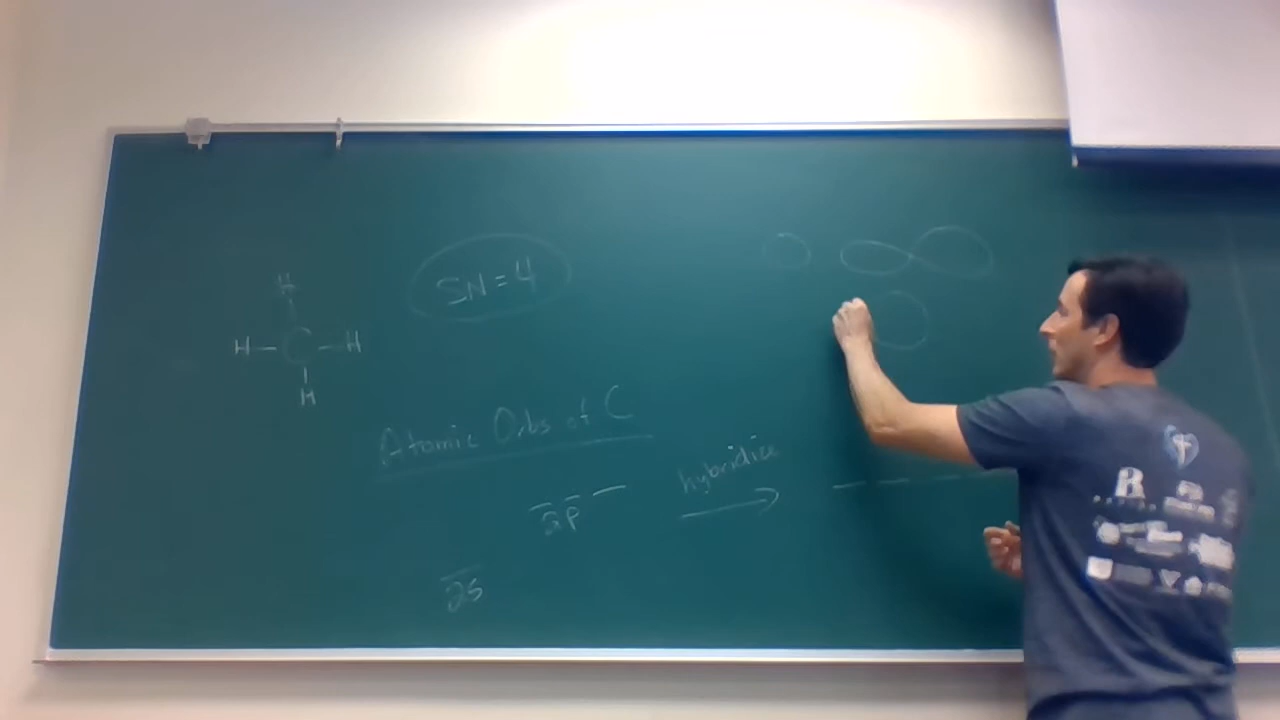 H
H — C — H
H
SN = 4
Atomic Orbs of C
2p
hybridize
2s
R